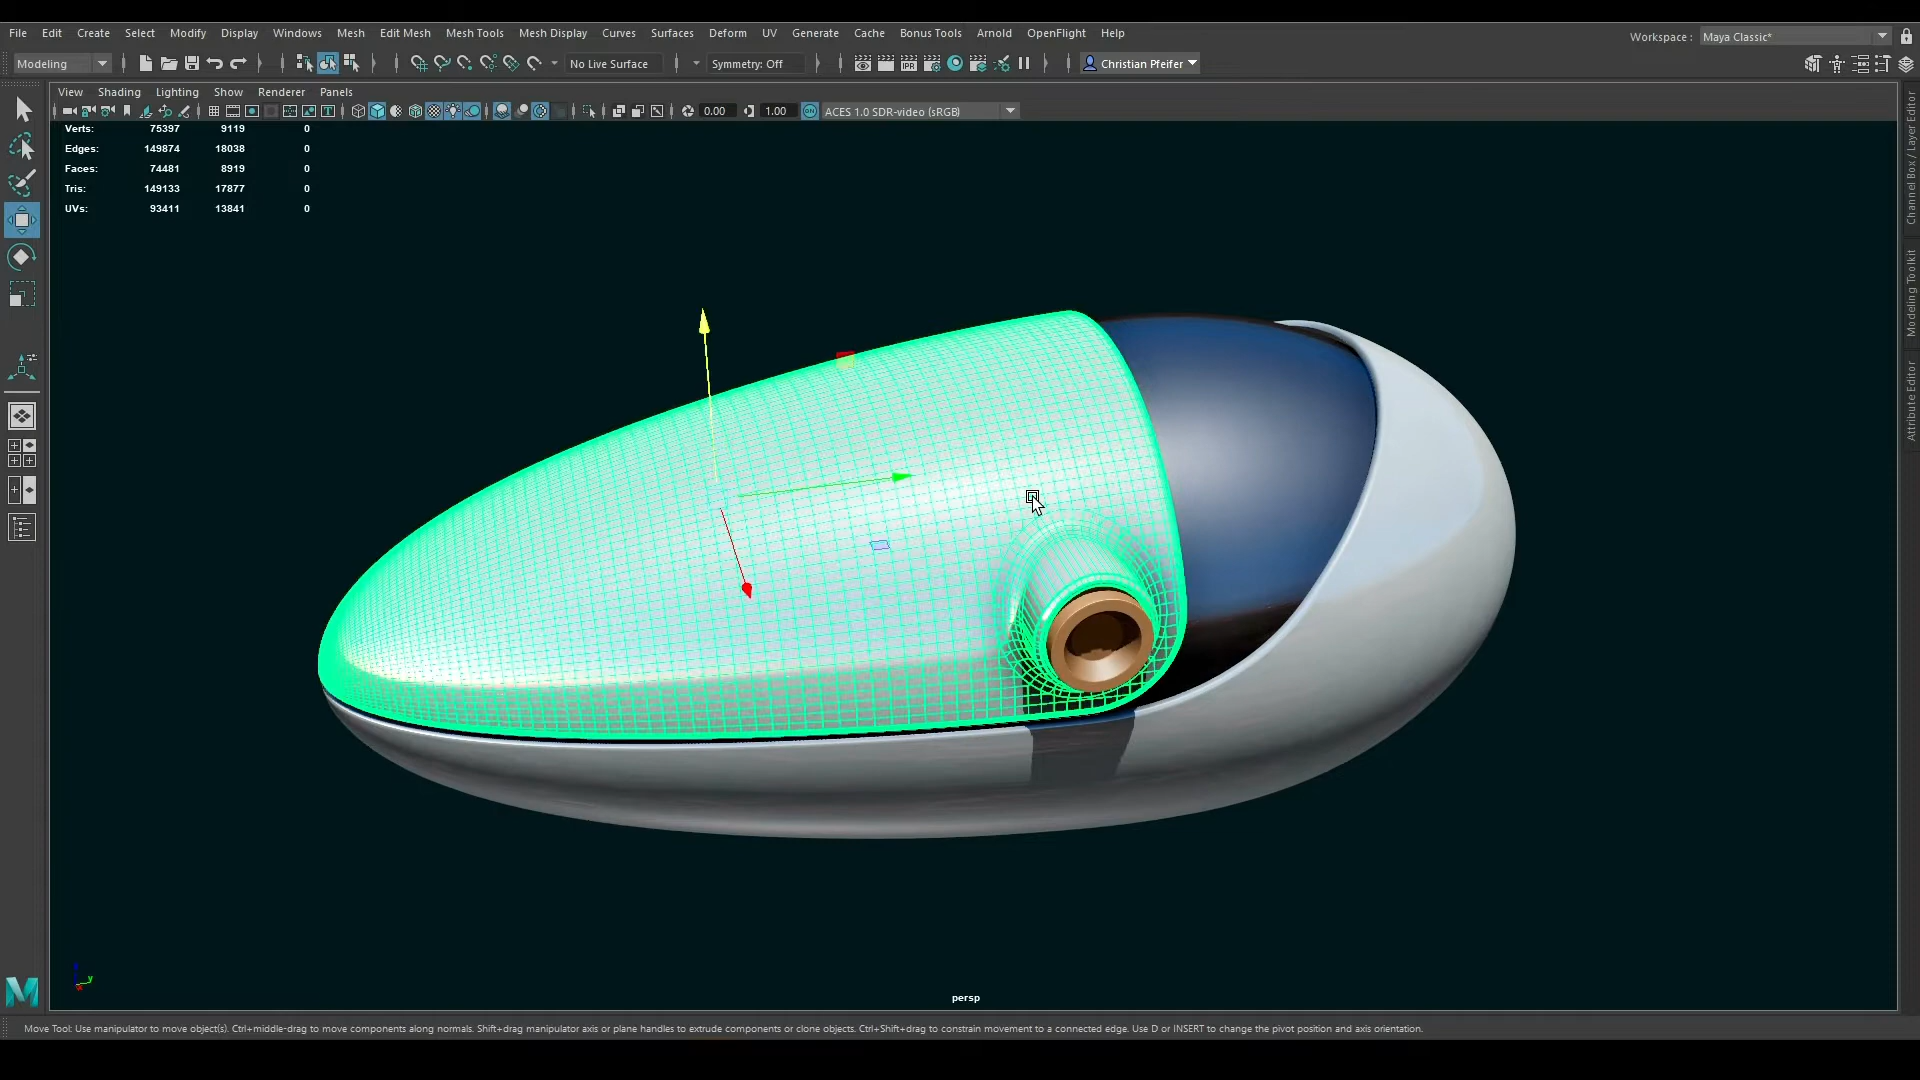 File Edit Create Select Modify Display Windows Mesh Edit Mesh Mesh Tools Mesh Display Curves Surfaces Deform UV Generate Cache Bonus Tools Arnold OpenFlight Help
Workspace : Maya Classic*
Modeling No Live Surface Symmetry: Off IPR Christian Pfeifer
View Shading Lighting Show Renderer Panels
0.00 1.00 ON ACES 1.0 SDR-video (sRGB)
Verts: 75397 9119 0
Edges: 149874 18038 0
Faces: 74481 8919 0
Tris: 149133 17877 0
UVs: 93411 13841 0
Channel Box / Layer Editor
Modeling Toolkit
Attribute Editor
y
persp
Move Tool: Use manipulator to move object(s). Ctrl+middle-drag to move components along normals. Shift+drag manipulator axis or plane handles to extrude components or clone objects. Ctrl+Shift+drag to constrain movement to a connected edge. Use D or INSERT to change the pivot position and axis orientation.